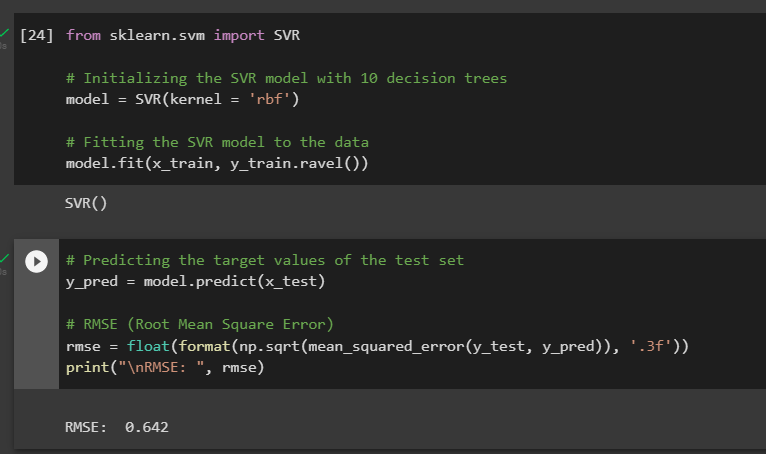 [24] from sklearn.svm import SVR
# Initializing the SVR model with 10 decision trees
model = SVR(kernel = 'rbf')
# Fitting the SVR model to the data
model.fit(x_train, y_train.ravel())
SVR()
# Predicting the target values of the test set
y_pred = model.predict(x_test)
# RMSE (Root Mean Square Error)
rmse = float(format(np.sqrt(mean_squared_error(y_test, y_pred)), '.3f'))
print("\nRMSE: ", rmse)
RMSE:  0.642